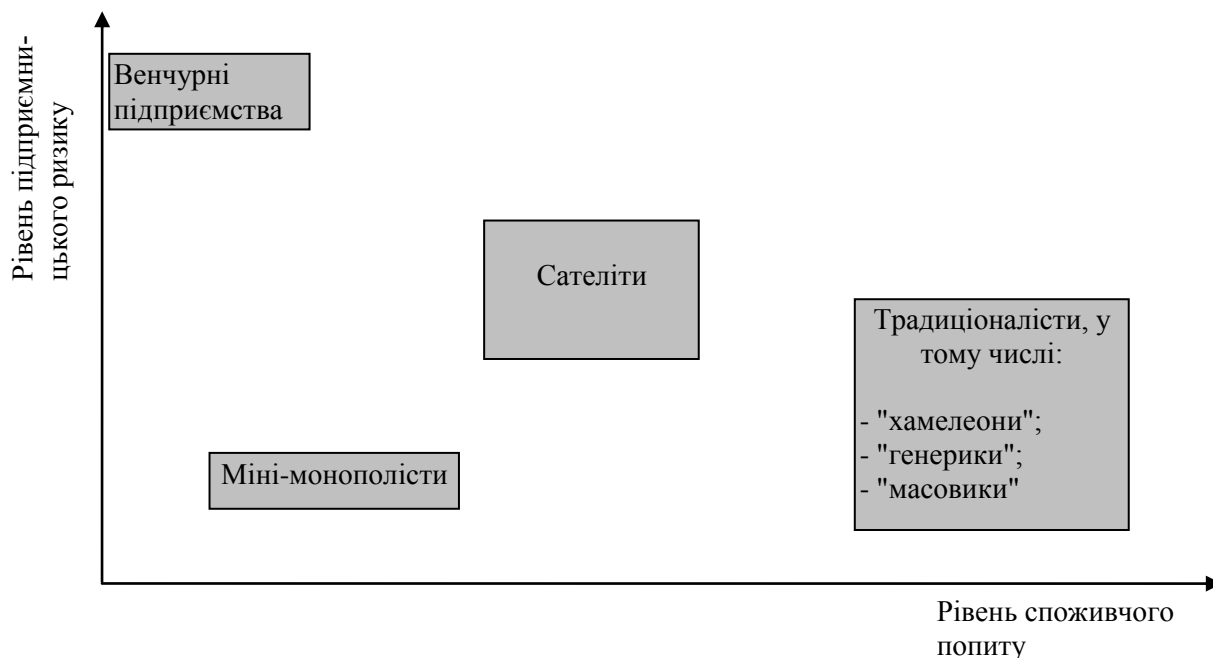 Рівень підприємни-
цького ризику
Венчурні
підприємства
Сателіти
Традиціоналісти, у
тому числі:
- "хамелеони";
- "генерики";
- "масовики"
Міні-монополісти
Рівень споживчого
попиту